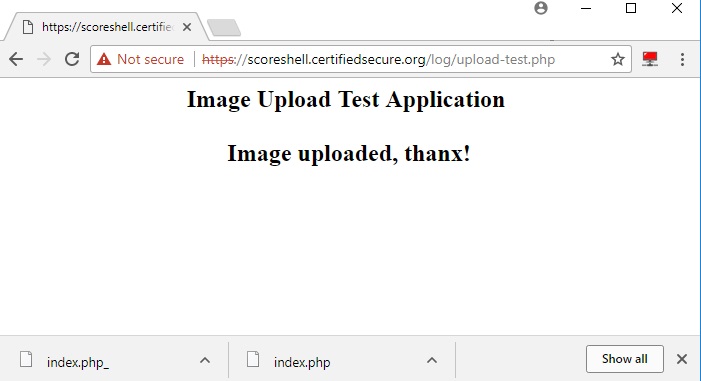 https://scoreshell.certifie
Not secure https://scoreshell.certifiedsecure.org/log/upload-test.php
Image Upload Test Application
Image uploaded, thanx!
index.php_ index.php Show all